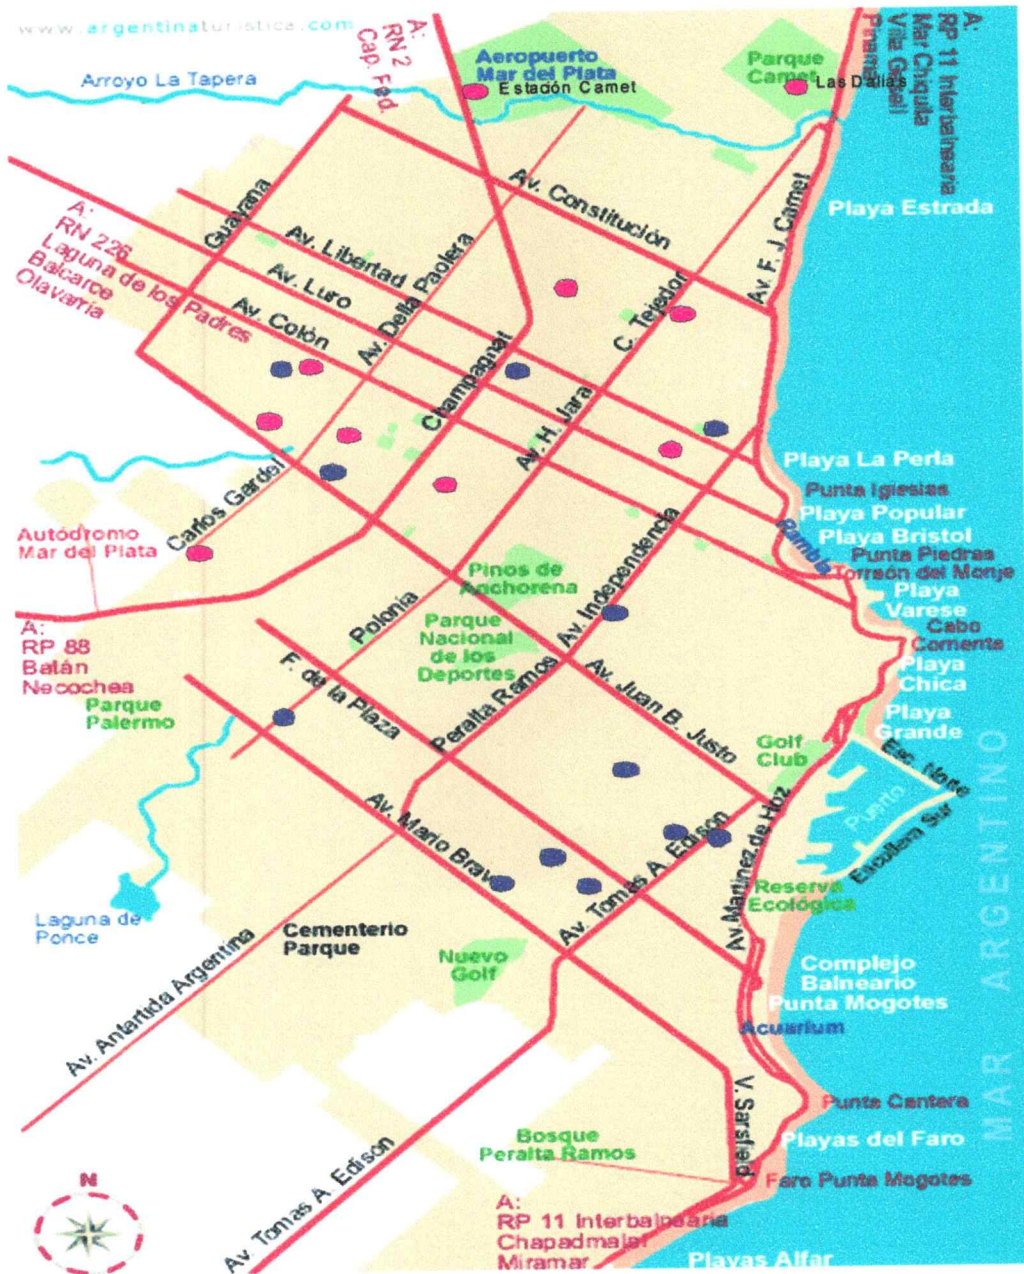 www.argentinaturistica.com
A:
RN 2
Cap. Fed.
Aeropuerto
Mar del Plata
Estación Camet
Parque
Camet
Las Dalias
A:
RP 11 Interbalnearia
Mar Chiquita
Villa Gesell
Pinamar
Arroyo La Tapera
Playa Estrada
Av. Constitución
Av. F. J. Camet
Guayana
Av. Libertad
Av. Luro
Av. Colón
Av. Della Paolera
C. Tejedor
A:
RN 226
Laguna de los Padres
Balcarce
Olavarría
Champagnat
Av. H. Jara
Playa La Perla
Punta Iglesias
Playa Popular
Playa Bristol
Rambla
Punta Piedras
Torreón del Monje
Playa
Varese
Cabo
Corrientes
Playa
Chica
Playa
Grande
Carlos Gardel
Autódromo
Mar del Plata
Pinos de
Anchorena
Av. Independencia
Polonia
Parque
Nacional
de los
Deportes
A:
RP 88
Batán
Necochea
Parque
Palermo
F. de la Plaza
Peralta Ramos
Av. Juan B. Justo
Golf
Club
Esc. Norte
Puerto
Escollera Sur
Av. Mario Bravo
Av. Tomas A. Edison
Av. Martinez de Hoz
Reserva
Ecológica
MAR ARGENTINO
Laguna de
Ponce
Cementerio
Parque
Nuevo
Golf
Av. Antartida Argentina
Complejo
Balneario
Punta Mogotes
Acuarium
V. Sarsfield
Punta Cantera
Playas del Faro
Bosque
Peralta Ramos
Faro Punta Mogotes
Av. Tomas A. Edison
N
A:
RP 11 Interbalnearia
Chapadmalal
Miramar
Playas Alfar